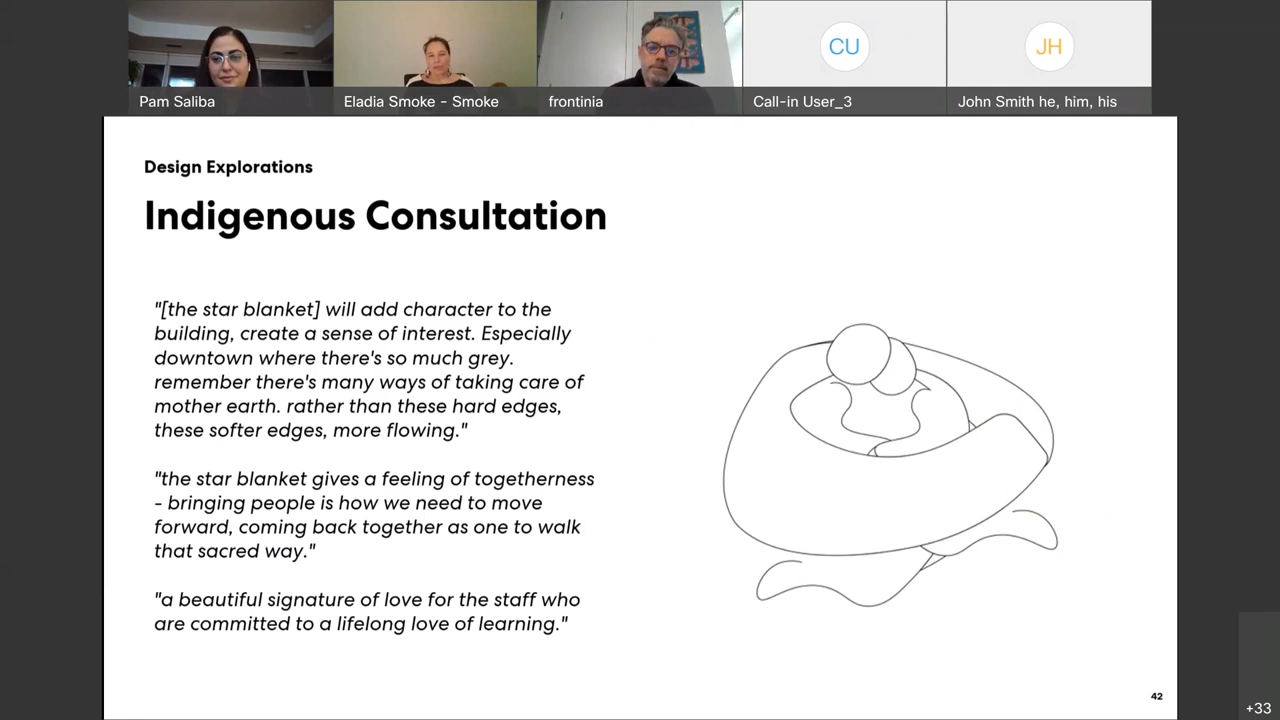 CU
JH
Pam Saliba
Eladia Smoke - Smoke
frontinia
Call-in User_3
John Smith he, him, his
Design Explorations
Indigenous Consultation
"[the star blanket] will add character to the
building, create a sense of interest. Especially
downtown where there's so much grey.
remember there's many ways of taking care of
mother earth. rather than these hard edges,
these softer edges, more flowing."
"the star blanket gives a feeling of togetherness
- bringing people is how we need to move
forward, coming back together as one to walk
that sacred way."
"a beautiful signature of love for the staff who
are committed to a lifelong love of learning."
42
+33